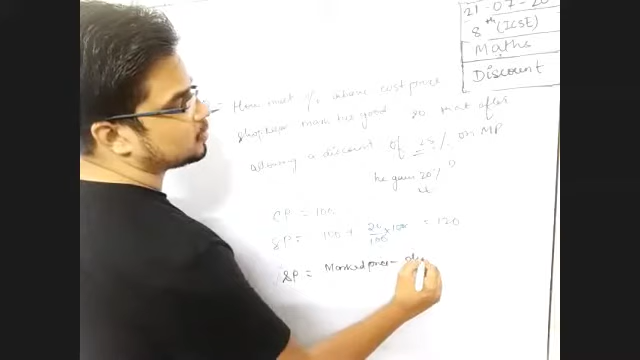 21-07-20
8th (ICSE)
Maths
Discount
How much % above cost price
shopkeeper mark his good so that after
allowing a discount of 25% on MP
he gain 20%
CP = 100
SP = 100 + 20/100 × 100 = 120
SP = Marked price - dis